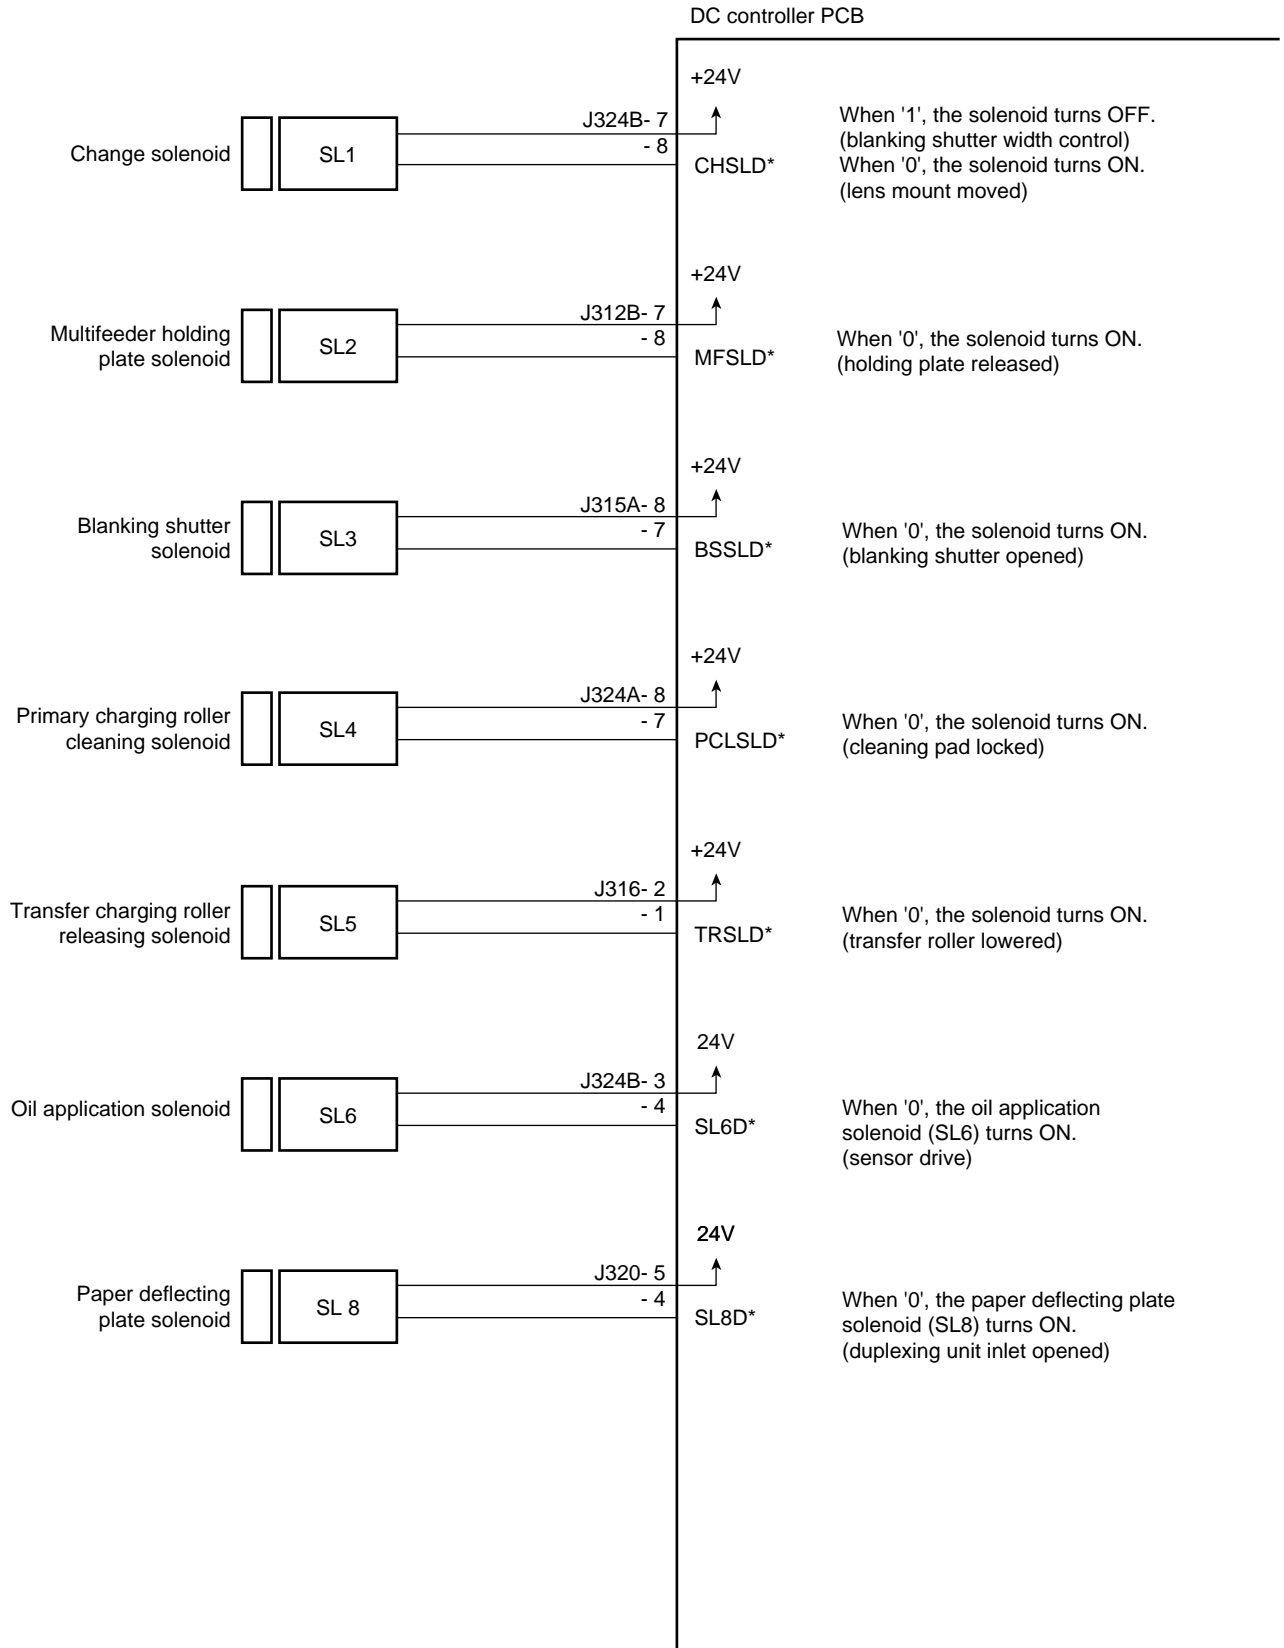 DC controller PCB
+24V
Change solenoid
SL1
J324B- 7
- 8
CHSLD*
When '1', the solenoid turns OFF.
(blanking shutter width control)
When '0', the solenoid turns ON.
(lens mount moved)
+24V
Multifeeder holding
plate solenoid
SL2
J312B- 7
- 8
MFSLD*
When '0', the solenoid turns ON.
(holding plate released)
+24V
Blanking shutter
solenoid
SL3
J315A- 8
- 7
BSSLD*
When '0', the solenoid turns ON.
(blanking shutter opened)
+24V
Primary charging roller
cleaning solenoid
SL4
J324A- 8
- 7
PCLSLD*
When '0', the solenoid turns ON.
(cleaning pad locked)
+24V
Transfer charging roller
releasing solenoid
SL5
J316- 2
- 1
TRSLD*
When '0', the solenoid turns ON.
(transfer roller lowered)
24V
Oil application solenoid
SL6
J324B- 3
- 4
SL6D*
When '0', the oil application
solenoid (SL6) turns ON.
(sensor drive)
24V
Paper deflecting
plate solenoid
SL 8
J320- 5
- 4
SL8D*
When '0', the paper deflecting plate
solenoid (SL8) turns ON.
(duplexing unit inlet opened)